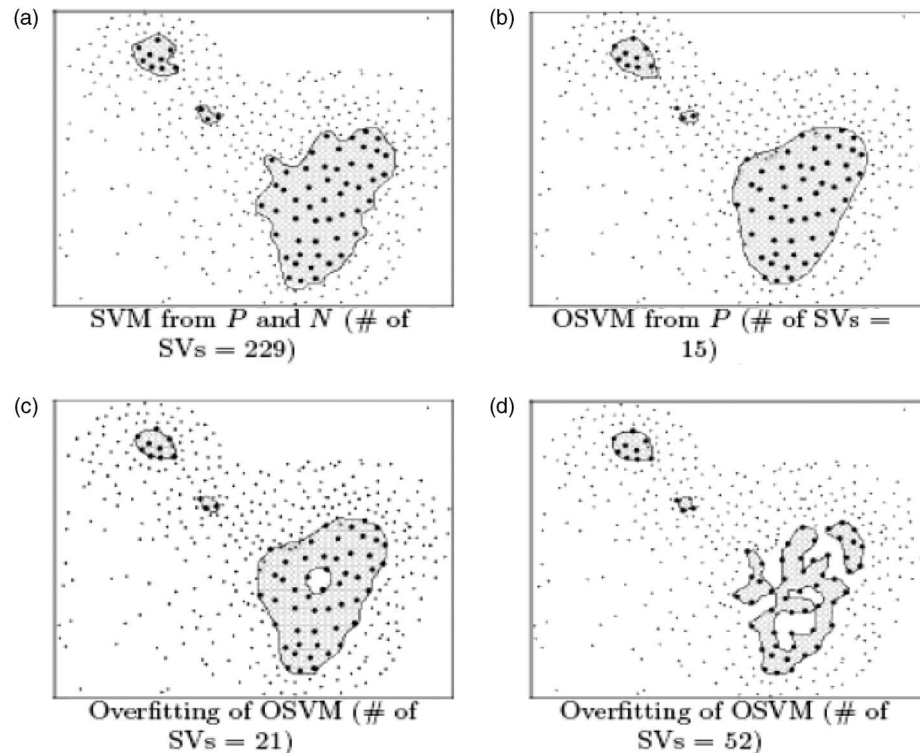 (a)
SVM from P and N (# of
SVs = 229)
(b)
OSVM from P (# of SVs =
15)
(c)
Overfitting of OSVM (# of
SVs = 21)
(d)
Overfitting of OSVM (# of
SVs = 52)